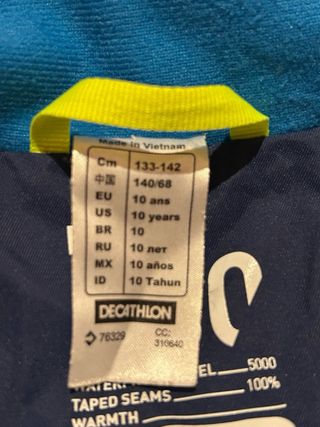 Made in Vietnam
Cm 133-142
中国 140/68
EU 10 ans
US 10 years
BR 10
RU 10 лет
MX 10 años
ID 10 Tahun
DECATHLON
76329 CC: 310640
5000
TAPED SEAMS 100%
WARMTH